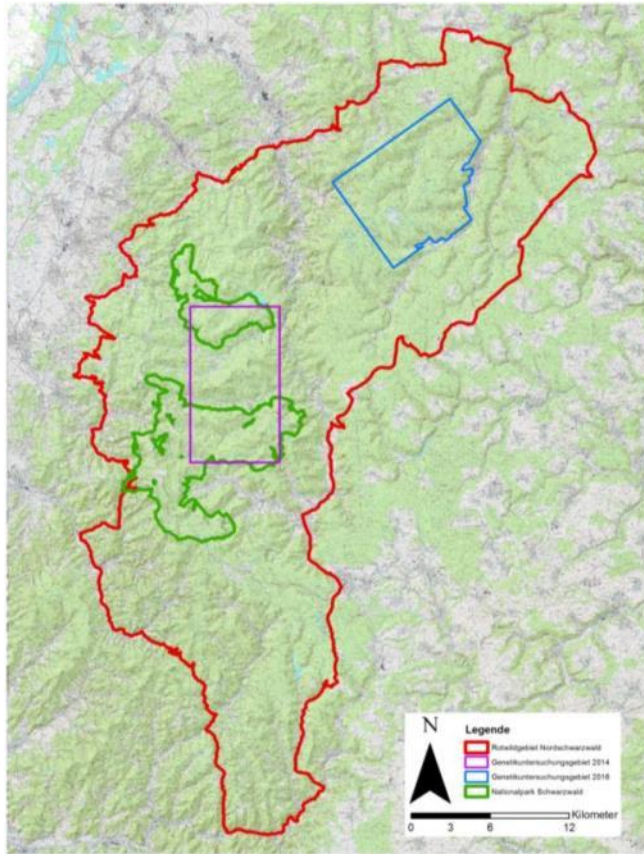 N
Legende
Rotwildgebiet Nordschwarzwald
Genetikuntersuchungsgebiet 2014
Genetikuntersuchungsgebiet 2016
Nationalpark Schwarzwald
Kilometer
0 3 6 12